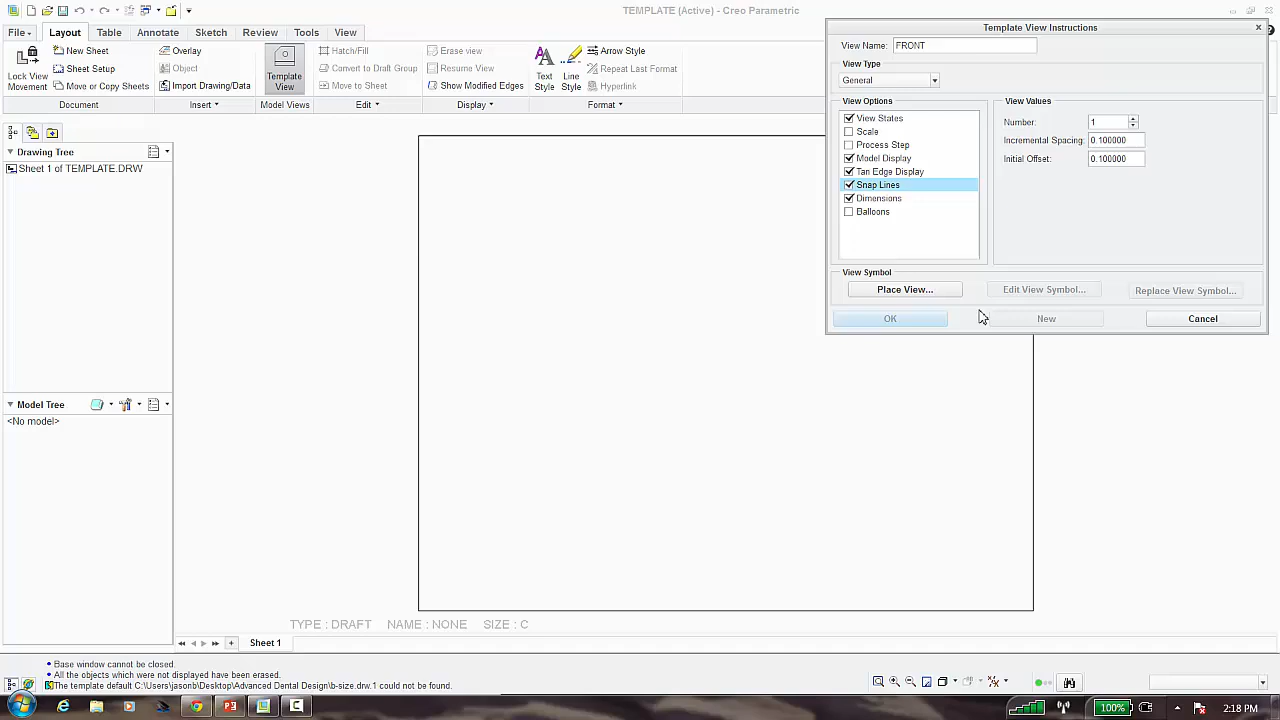 TEMPLATE (Active) - Creo Parametric
File
Layout
Table
Annotate
Sketch
Review
Tools
View
Lock View Movement
New Sheet
Sheet Setup
Move or Copy Sheets
Document
Overlay
Object
Import Drawing/Data
Insert
Template View
Model Views
Hatch/Fill
Convert to Draft Group
Move to Sheet
Edit
Erase view
Resume View
Show Modified Edges
Display
Text Style
Line Style
Arrow Style
Repeat Last Format
Hyperlink
Format
Template View Instructions
View Name: FRONT
View Type
General
View Options
View States
Scale
Process Step
Model Display
Tan Edge Display
Snap Lines
Dimensions
Balloons
View Values
Number: 1
Incremental Spacing: 0.100000
Initial Offset: 0.100000
View Symbol
Place View...
Edit View Symbol...
Replace View Symbol...
OK
New
Cancel
Drawing Tree
Sheet 1 of TEMPLATE.DRW
Model Tree
<No model>
TYPE : DRAFT NAME : NONE SIZE : C
Sheet 1
Base window cannot be closed.
All the objects which were not displayed have been erased.
The template default C:\Users\jasonb\Desktop\Advanced Dental Design\b-size.drw.1 could not be found.
100%
2:18 PM